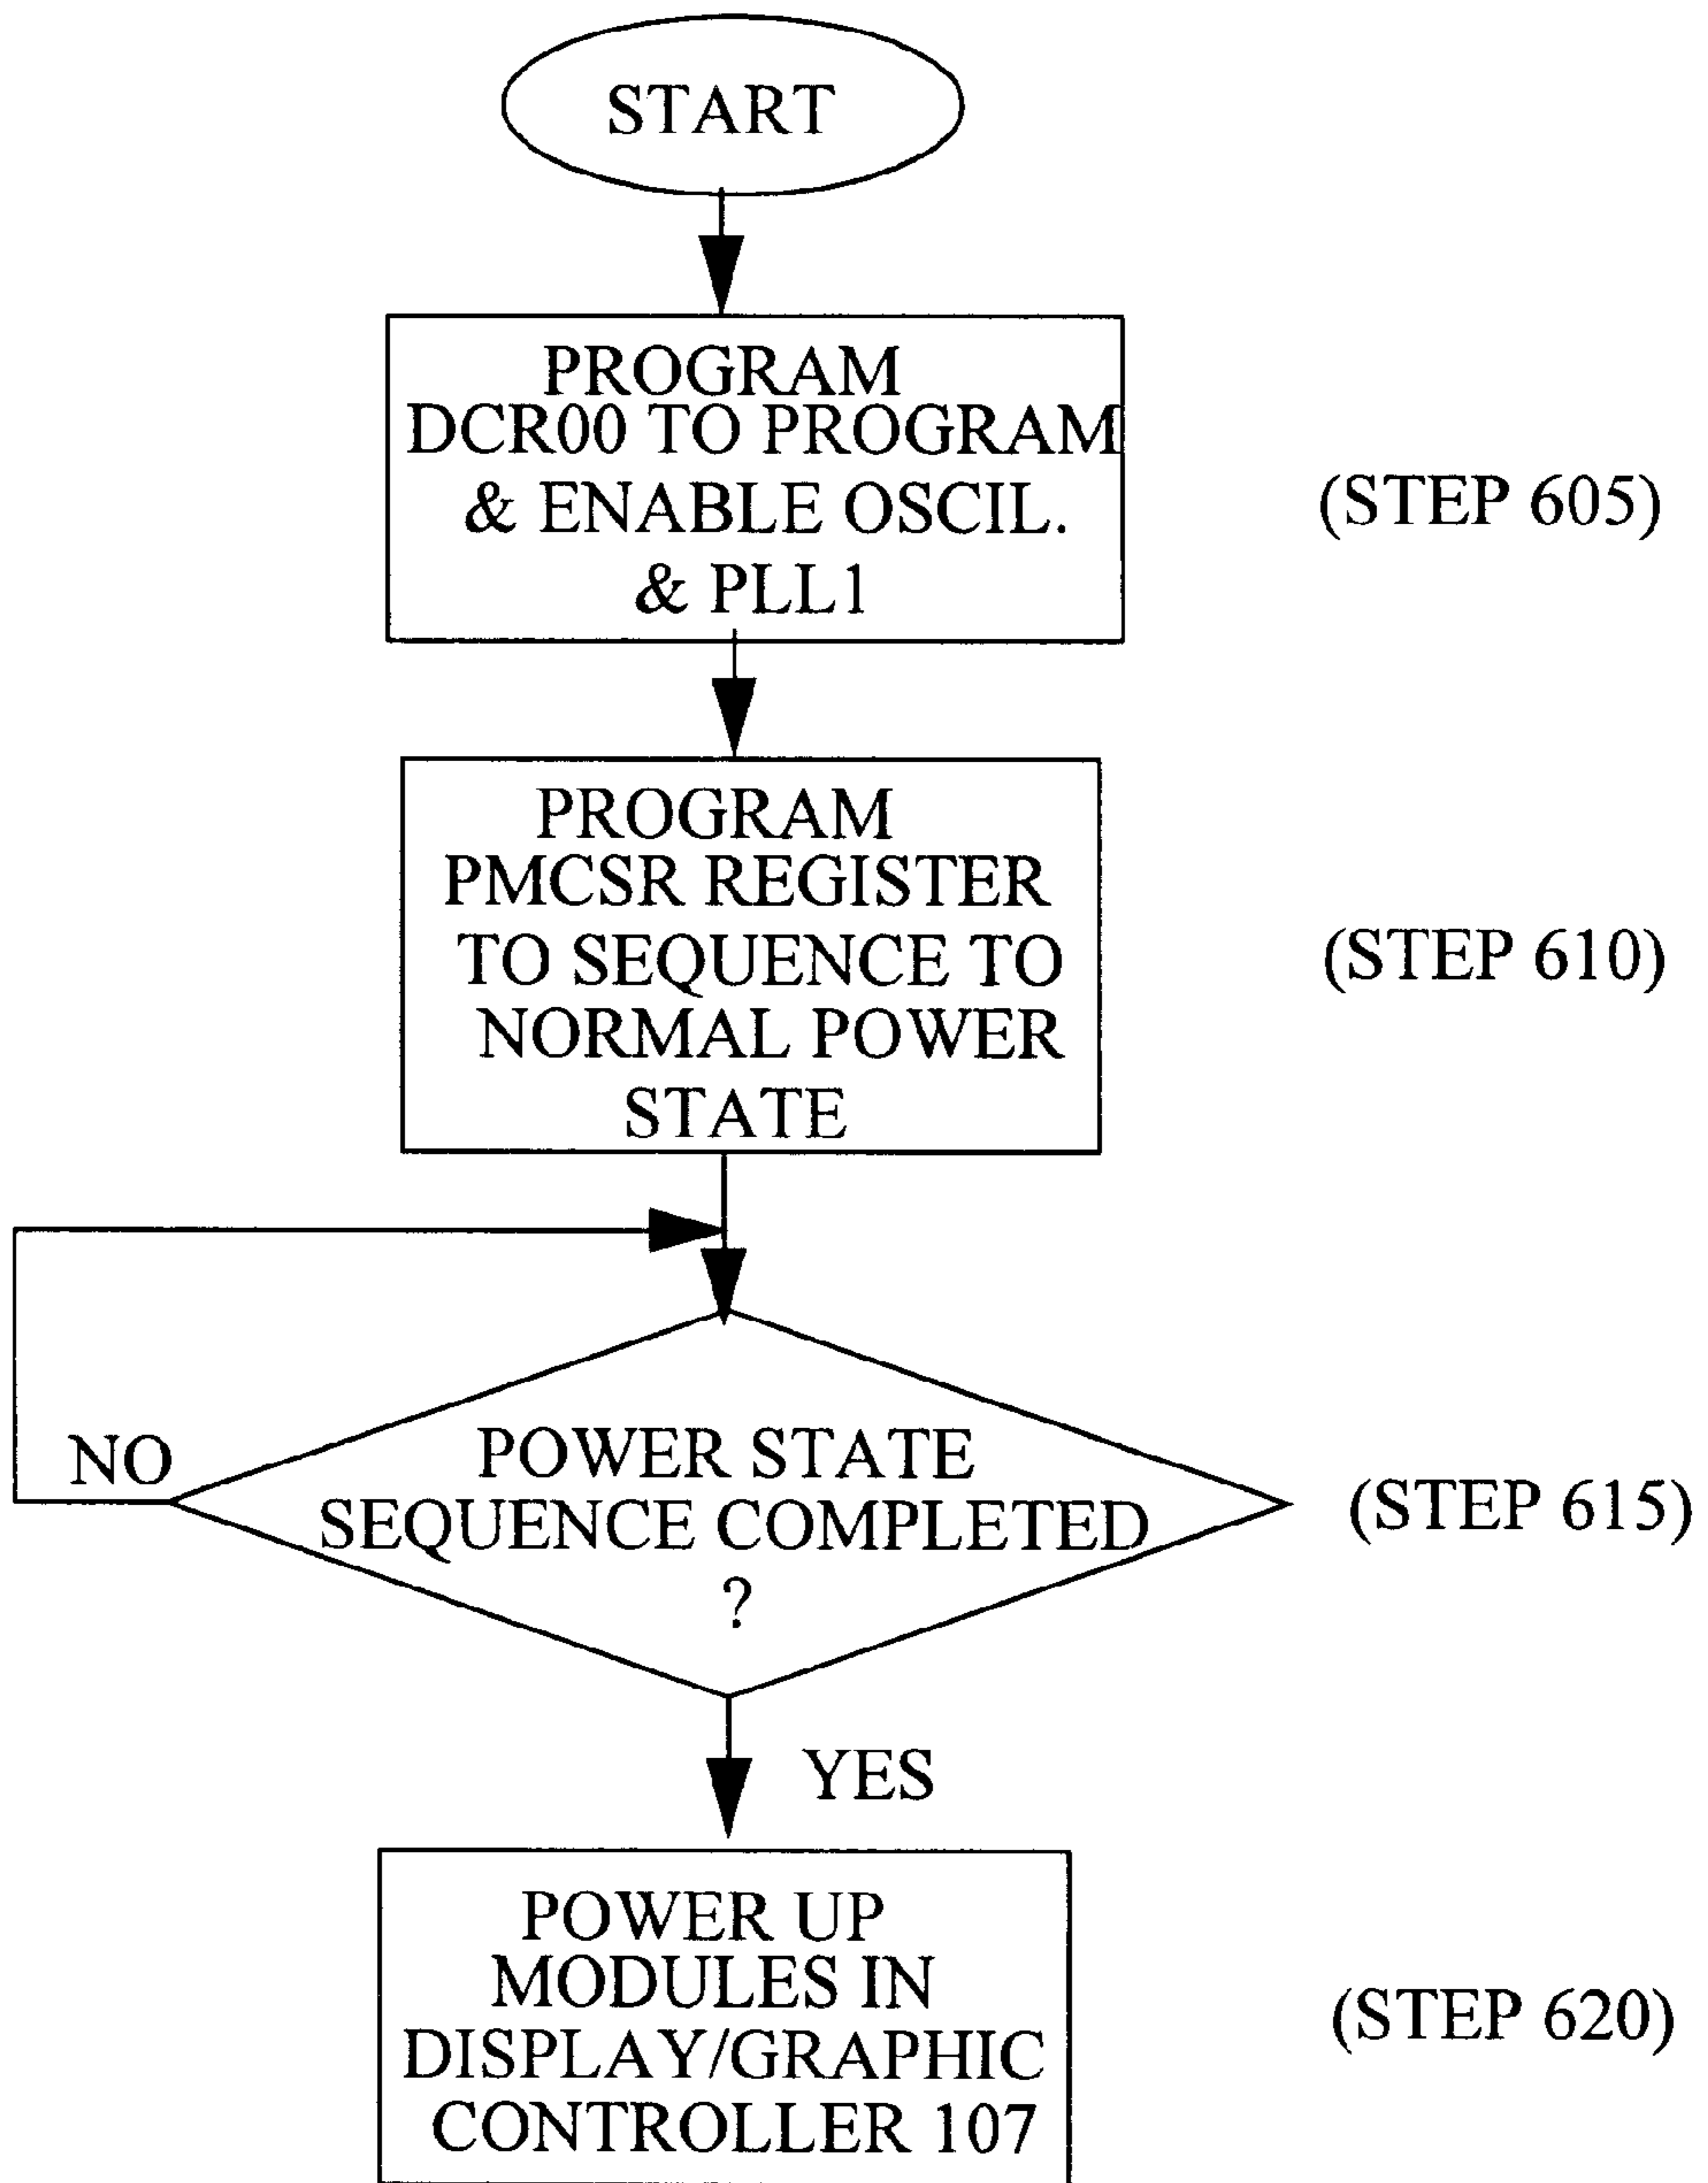 START
PROGRAM
DCR00 TO PROGRAM
& ENABLE OSCIL.
& PLL1
(STEP 605)
PROGRAM
PMCSR REGISTER
TO SEQUENCE TO
NORMAL POWER
STATE
(STEP 610)
NO
POWER STATE
SEQUENCE COMPLETED
?
(STEP 615)
YES
POWER UP
MODULES IN
DISPLAY/GRAPHIC
CONTROLLER 107
(STEP 620)